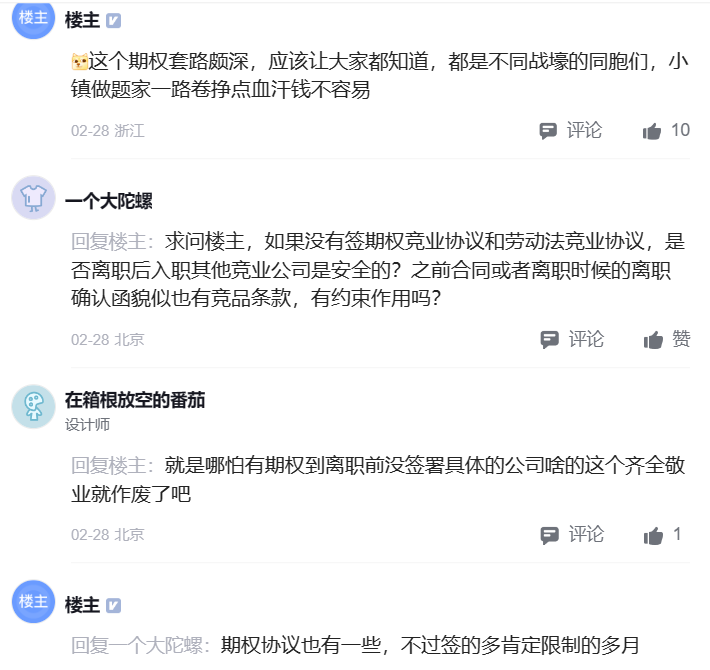 楼主
楼主
这个期权套路颇深，应该让大家都知道，都是不同战壕的同胞们，小
镇做题家一路卷挣点血汗钱不容易
02-28 浙江
评论
10
一个大陀螺
回复楼主：求问楼主，如果没有签期权竞业协议和劳动法竞业协议，是
否离职后入职其他竞业公司是安全的？之前合同或者离职时候的离职
确认函貌似也有竞品条款，有约束作用吗？
02-28 北京
评论
赞
在箱根放空的番茄
设计师
回复楼主：就是哪怕有期权到离职前没签署具体的公司啥的这个齐全敬
业就作废了吧
02-28 北京
评论
1
楼主
楼主
回复一个大陀螺：期权协议也有一些，不过签的多肯定限制的多月